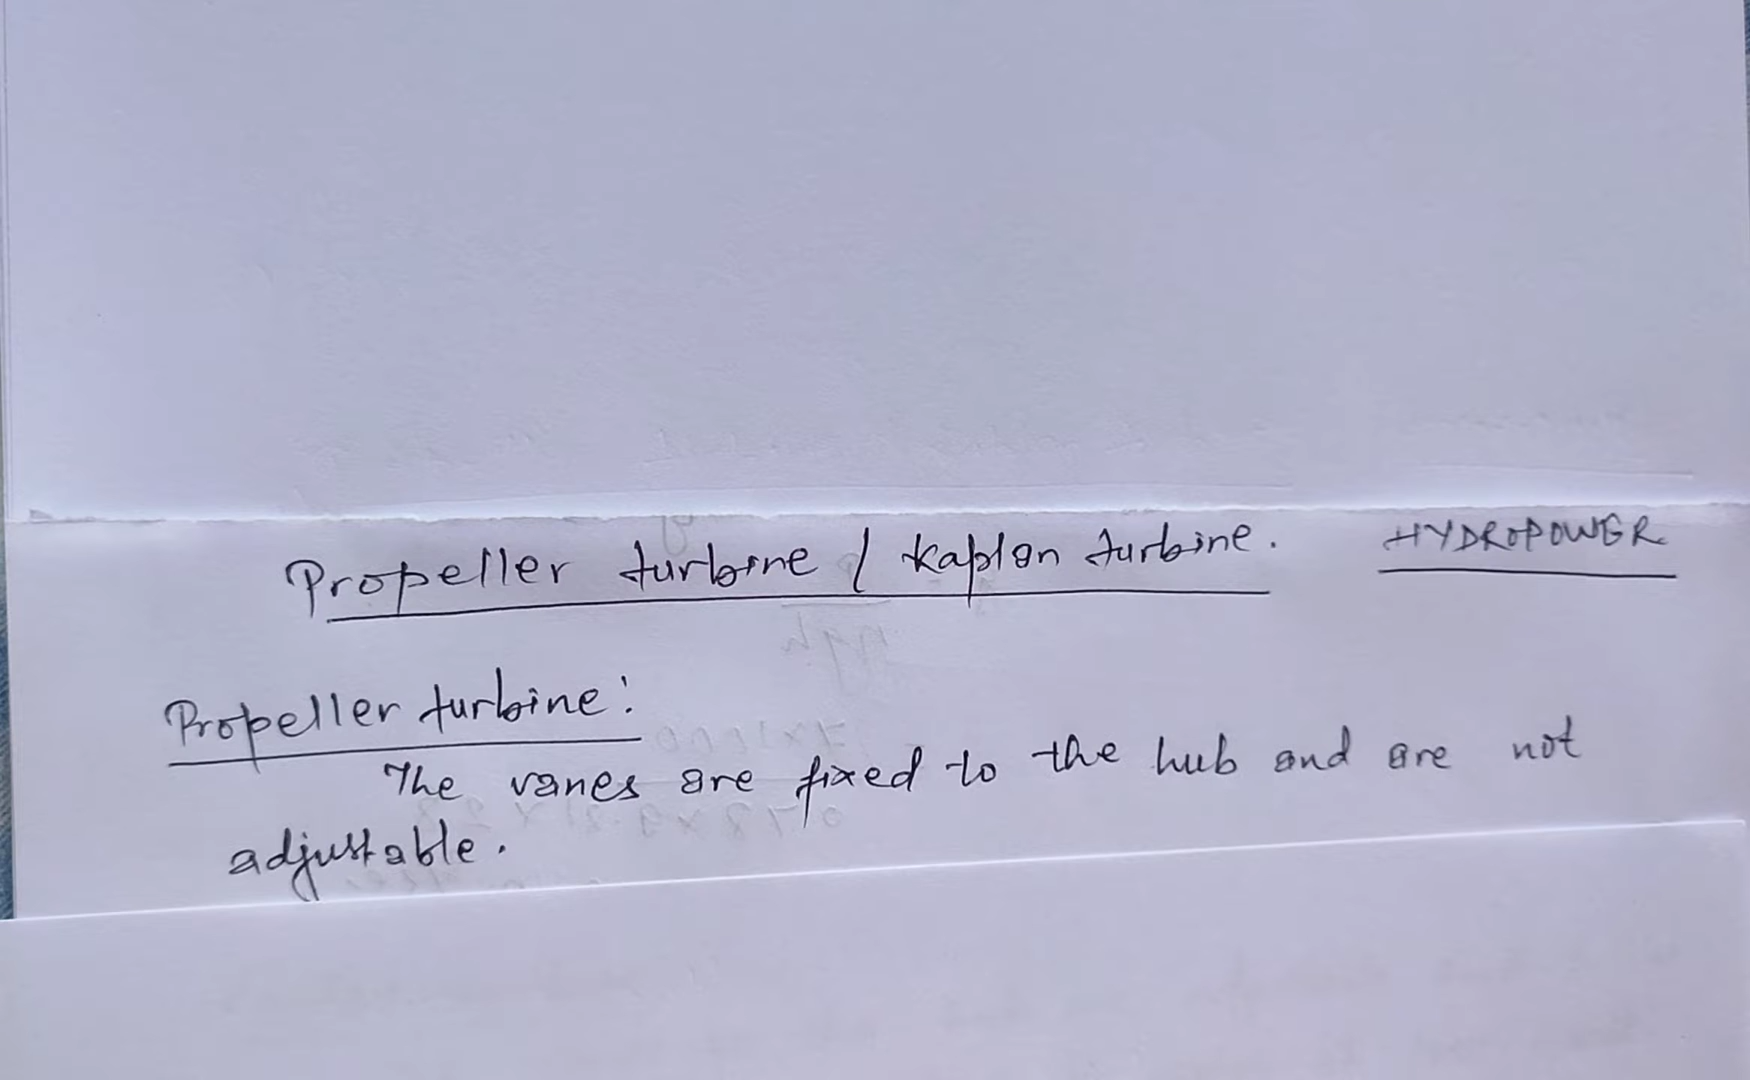 Propeller turbine / Kaplan turbine. HYDROPOWER
Propeller turbine:
The vanes are fixed to the hub and are not
adjustable.